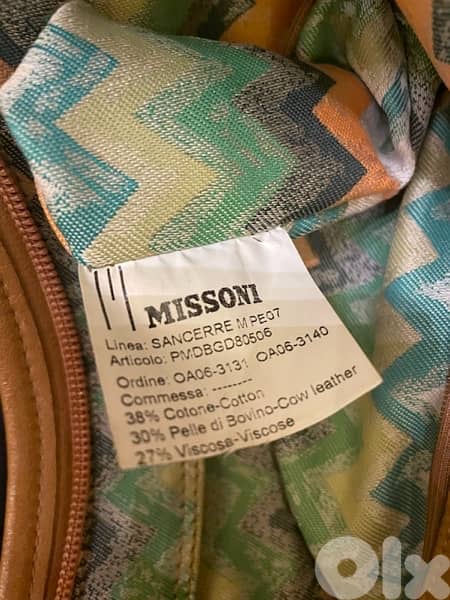 MISSONI
Linea: SANCERRE M PE07
Articolo: PMDBGD80506
Ordine: OA06-3131 OA06-3140
Commessa: --------
38% Cotone-Cotton
30% Pelle di Bovino-Cow leather
27% Viscosa-Viscose
OLX